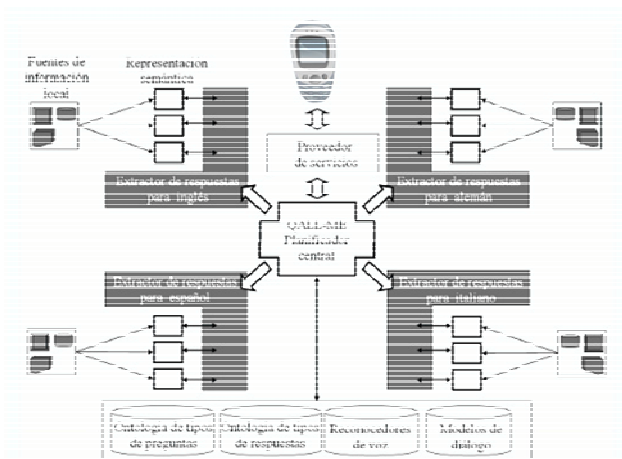 Fuentes de
información
local
Representación
semántica
Proveedor
de servicios
Extractor de respuestas
para inglés
Extractor de respuestas
para alemán
QALL-ME
Planificador
central
Extractor de respuestas
para español
Extractor de respuestas
para italiano
Ontología de tipos
de preguntas
Ontología de tipos
de respuestas
Reconocedores
de voz
Modelos de
diálogo